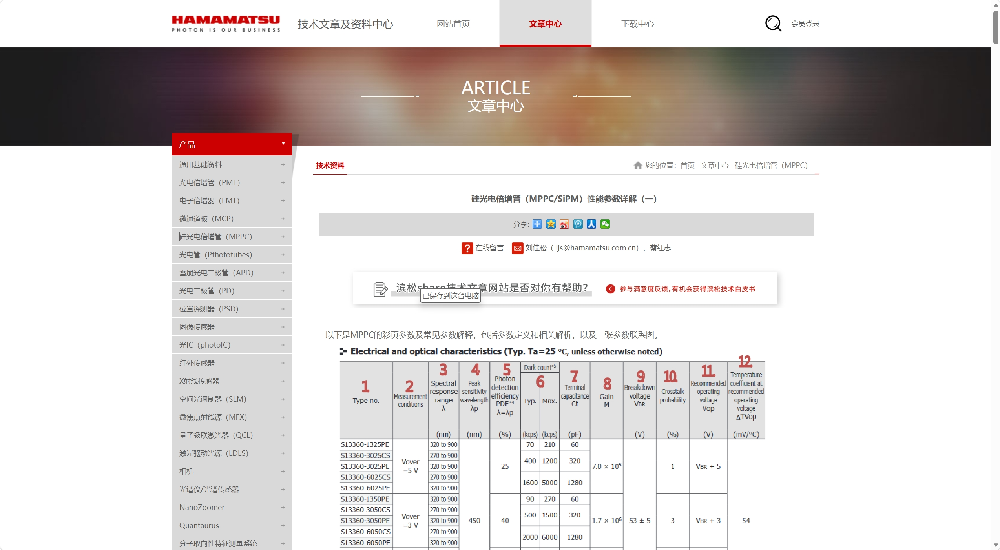 HAMAMATSU
PHOTON IS OUR BUSINESS
技术文章及资料中心
网站首页
文章中心
下载中心
会员登录
ARTICLE
文章中心
产品
通用基础资料
光电倍增管（PMT）
电子倍增器（EMT）
微通道板（MCP）
硅光电倍增管（MPPC）
光电管（Pthototubes）
雪崩光电二极管（APD）
光电二极管（PD）
位置探测器（PSD）
图像传感器
光IC（photoIC）
红外传感器
X射线传感器
空间光调制器（SLM）
微焦点射线源（MFX）
量子级联激光器（QCL）
激光驱动光源（LDLS）
相机
光谱仪/光谱传感器
NanoZoomer
Quantaurus
分子取向性特征测量系统
技术资料
您的位置：首页--文章中心--硅光电倍增管（MPPC）
硅光电倍增管（MPPC/SiPM）性能参数详解（一）
分享:
在线留言 刘佳松（ ljs@hamamatsu.com.cn），蔡红志
滨松share技术文章网站是否对你有帮助？
参与满意度反馈，有机会获得滨松技术白皮书
已保存到这台电脑
以下是MPPC的彩页参数及常见参数解释，包括参数定义和相关解析，以及一张参数联系图。
Electrical and optical characteristics (Typ. Ta=25 °C, unless otherwise noted)
1. Type no.
2. Measurement conditions
3. Spectral response range λ (nm)
4. Peak sensitivity wavelength λp (nm)
5. Photon detection efficiency PDE*4 λ=λp (%)
Dark count*5
6 Typ. (kcps) Max. (kcps)
7. Terminal capacitance Ct (pF)
8. Gain M
9. Breakdown voltage VBR (V)
10. Crosstalk probability (%)
11. Recommended operating voltage Vop (V)
12. Temperature coefficient at recommended operating voltage ΔTVop (mV/°C)
S13360-1325PE 320 to 900 70 210 60
S13360-3025CS 270 to 900
S13360-3025PE 320 to 900
400 1200 320
S13360-6025CS 270 to 900
S13360-6025PE 320 to 900
1600 5000 1280
Vover =5 V 25 7.0 × 10⁵ 1 VBR + 5
S13360-1350PE 320 to 900 90 270 60
S13360-3050CS 270 to 900
S13360-3050PE 320 to 900
500 1500 320
S13360-6050CS 270 to 900
S13360-6050PE 320 to 900
2000 6000 1280
Vover =3 V 450 40 1.7 × 10⁶ 53 ± 5 3 VBR + 3 54